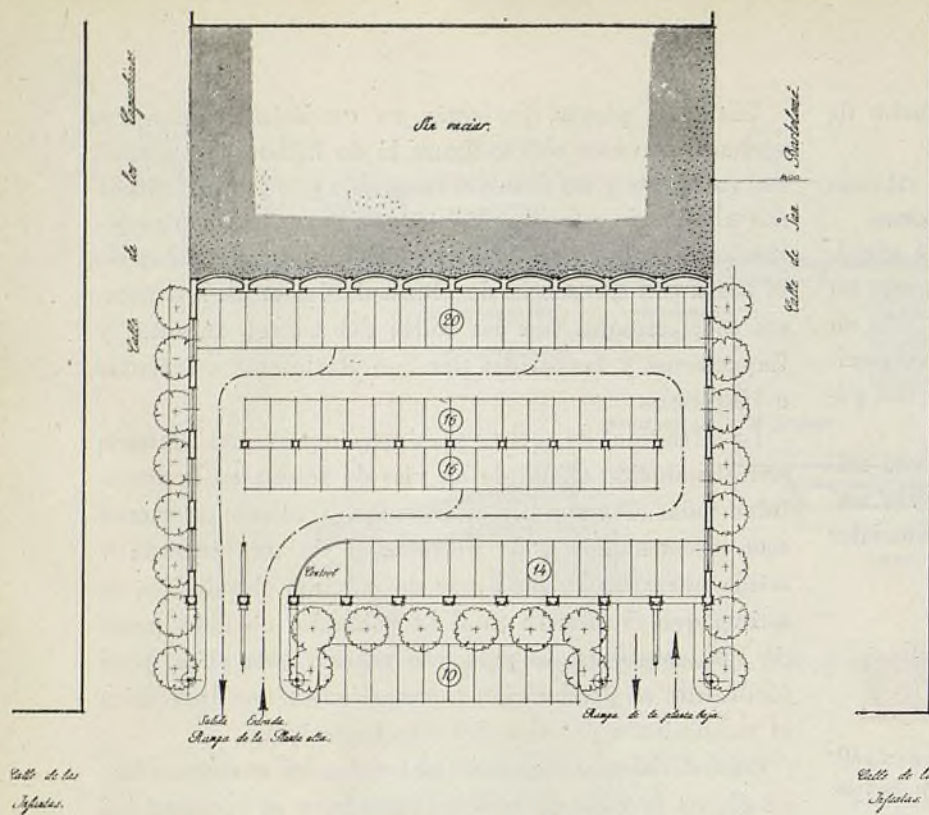 Sin vaciar.
Calle de los Capuchinos
Calle de San Bartolomé
20
16
16
Control
14
10
Salida Entrada
Rampa de la Planta alta.
Rampa de la planta baja.
Calle de las
Infantas.
Calle de la
Infantas.